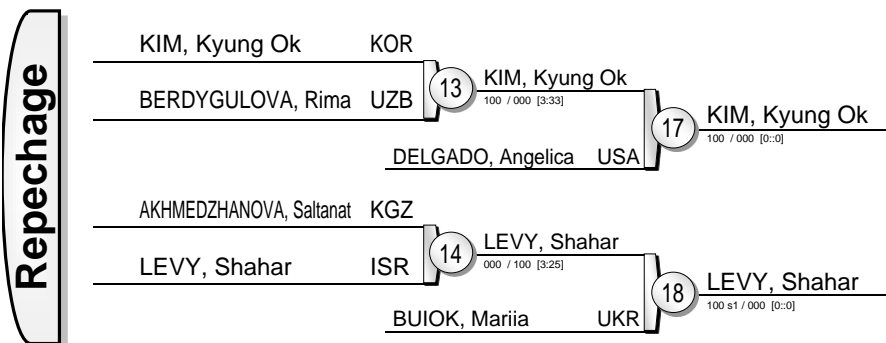 Repechage
KIM, Kyung Ok KOR
BERDYGULOVA, Rima UZB
13
KIM, Kyung Ok
100 / 000 [3:33]
DELGADO, Angelica USA
17
KIM, Kyung Ok
100 / 000 [0::0]
AKHMEDZHANOVA, Saltanat KGZ
LEVY, Shahar ISR
14
LEVY, Shahar
000 / 100 [3:25]
BUIOK, Mariia UKR
18
LEVY, Shahar
100 s1 / 000 [0::0]